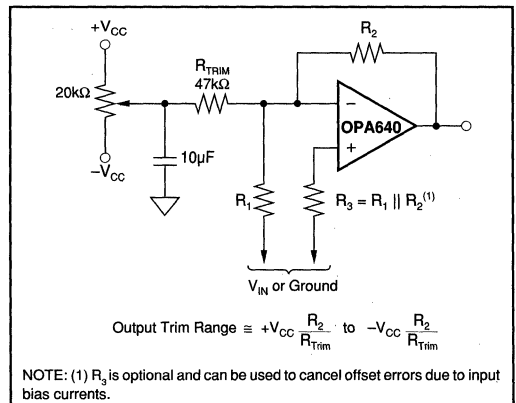 +V_CC
R_2
R_TRIM
47kΩ
20kΩ
−
OPA640
+
−V_CC
10µF
R_1
R_3 = R_1 || R_2^(1)
V_IN or Ground
Output Trim Range ≅ +V_CC R_2/R_Trim to −V_CC R_2/R_Trim
NOTE: (1) R_3 is optional and can be used to cancel offset errors due to input
bias currents.